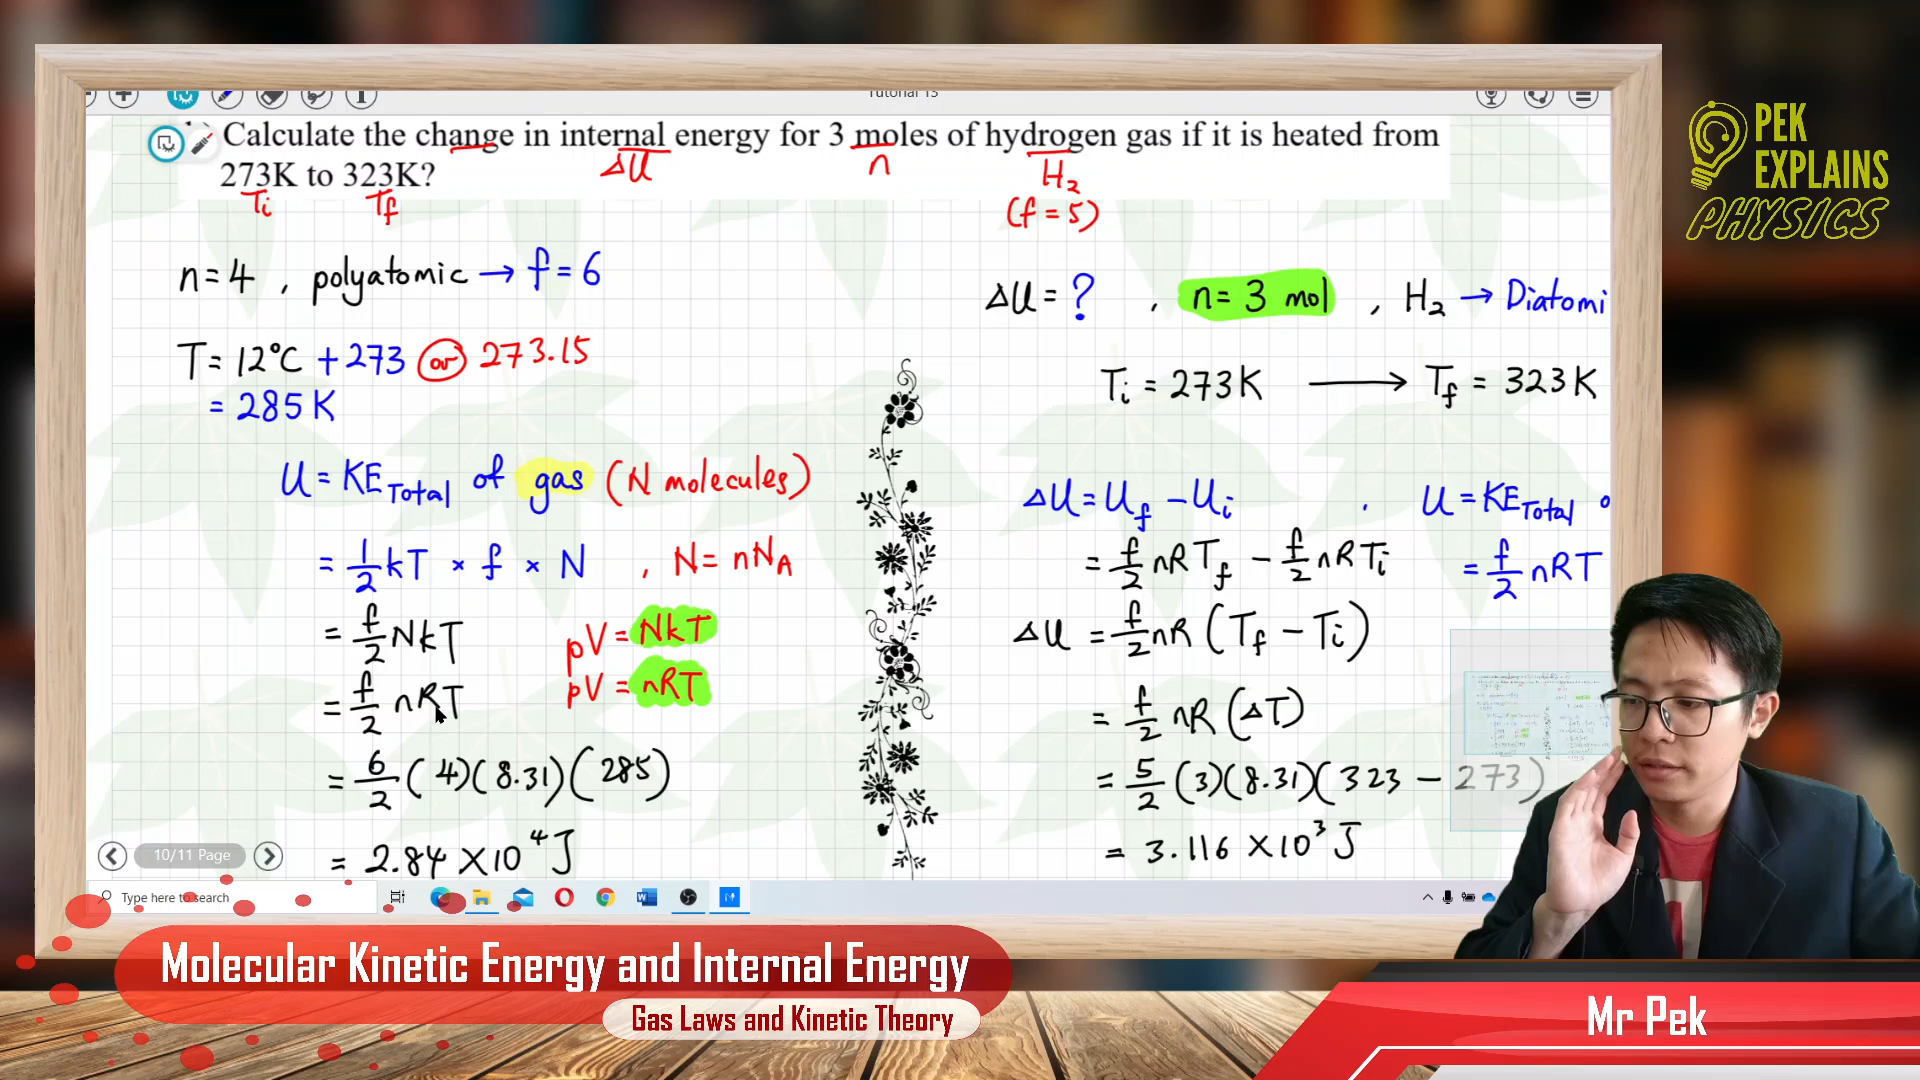 Tutorial 13
Calculate the change in internal energy for 3 moles of hydrogen gas if it is heated from
273K to 323K?
ΔU
n
H₂
(f = 5)
Ti
Tf
n = 4 , polyatomic → f = 6
T = 12°C + 273 or 273.15
= 285 K
U = KE Total of gas (N molecules)
= 1/2 kT × f × N , N = nN_A
= f/2 NkT
pV = NkT
= f/2 nRT
pV = nRT
= 6/2 (4)(8.31)(285)
= 2.84 × 10⁴ J
ΔU = ? , n = 3 mol , H₂ → Diatomi
Ti = 273 K → Tf = 323 K
ΔU = Uf − Ui . U = KE Total o
= f/2 nRTf − f/2 nRTi
= f/2 nRT
ΔU = f/2 nR (Tf − Ti)
= f/2 nR (ΔT)
= 5/2 (3)(8.31)(323 − 273)
= 3.116 × 10³ J
10/11 Page
Type here to search
PEK
EXPLAINS
PHYSICS
Molecular Kinetic Energy and Internal Energy
Gas Laws and Kinetic Theory
Mr Pek